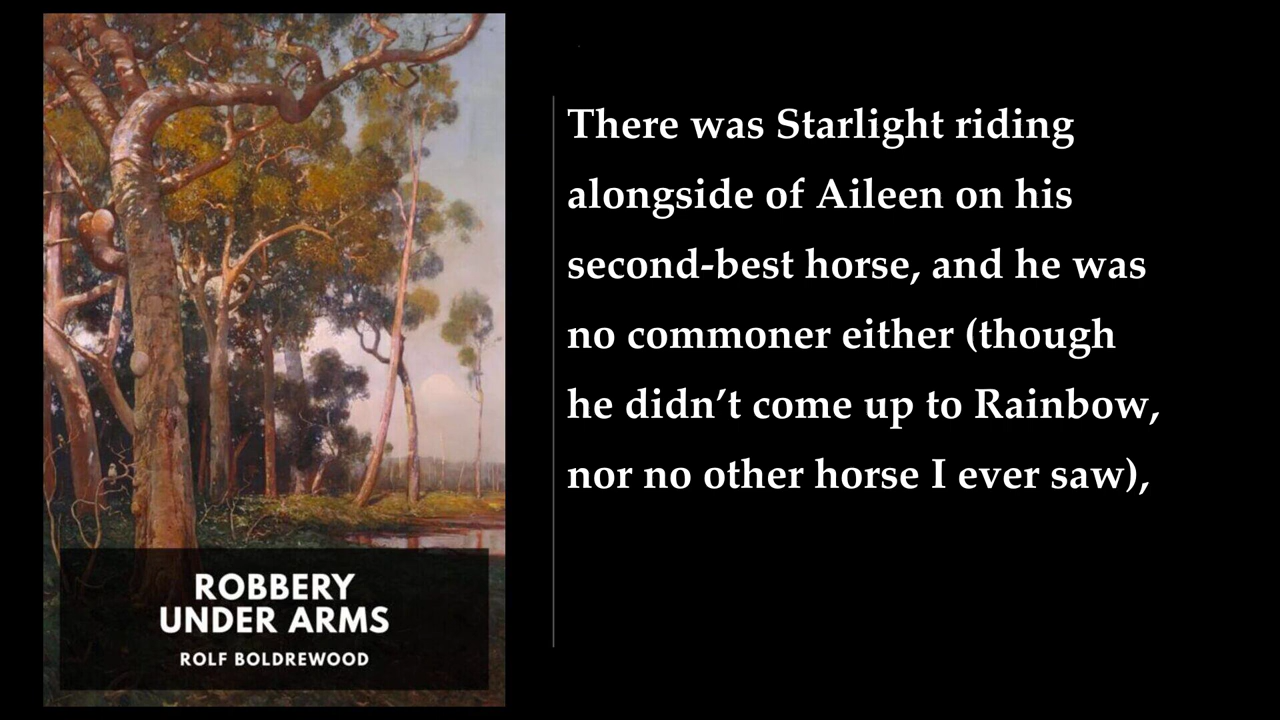 There was Starlight riding
alongside of Aileen on his
second-best horse, and he was
no commoner either (though
he didn’t come up to Rainbow,
nor no other horse I ever saw),
ROBBERY
UNDER ARMS
ROLF BOLDREWOOD